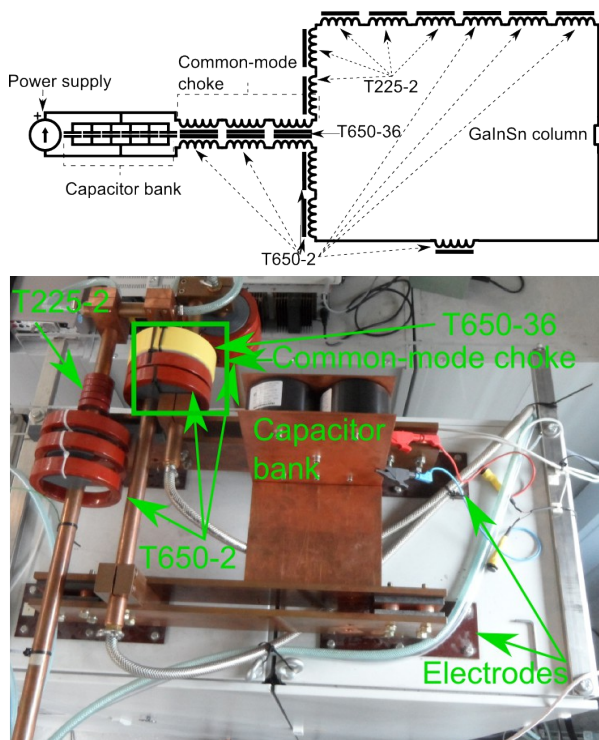 Common-mode
choke
Power supply
+
T225-2
T650-36
GaInSn column
Capacitor bank
T650-2
T225-2
T650-36
Common-mode choke
Capacitor
bank
T650-2
Electrodes